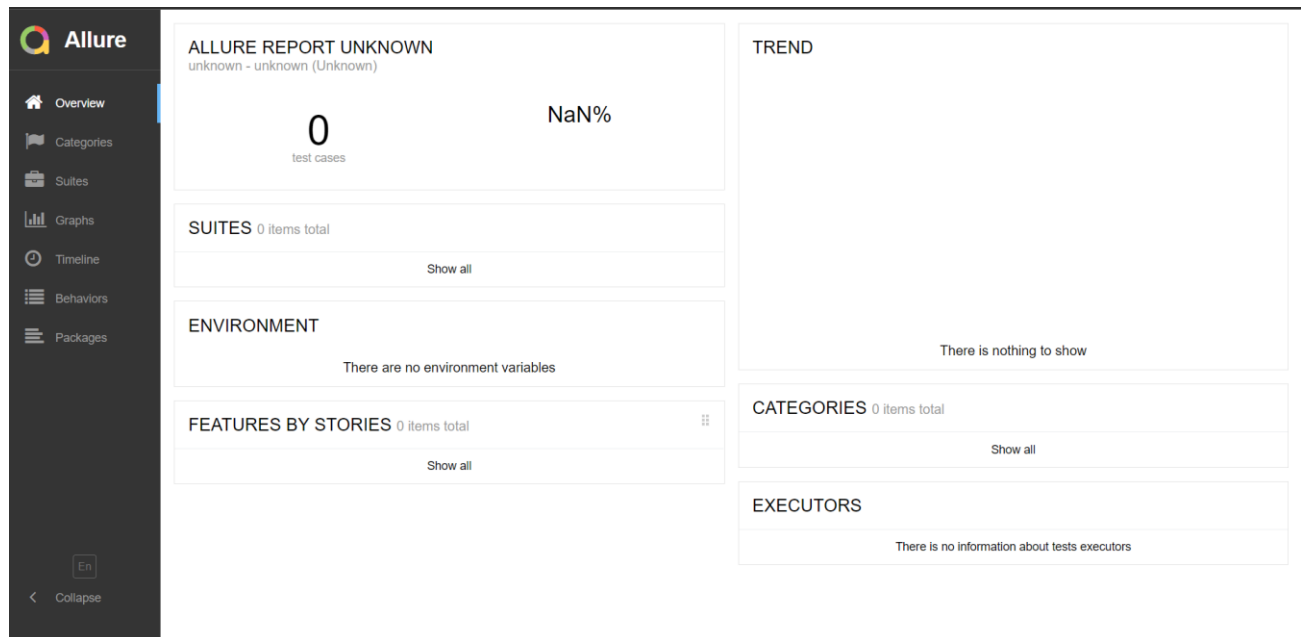 Allure
Overview
Categories
Suites
Graphs
Timeline
Behaviors
Packages
En
Collapse
ALLURE REPORT UNKNOWN
unknown - unknown (Unknown)
0
test cases
NaN%
SUITES 0 items total
Show all
ENVIRONMENT
There are no environment variables
FEATURES BY STORIES 0 items total
Show all
TREND
There is nothing to show
CATEGORIES 0 items total
Show all
EXECUTORS
There is no information about tests executors